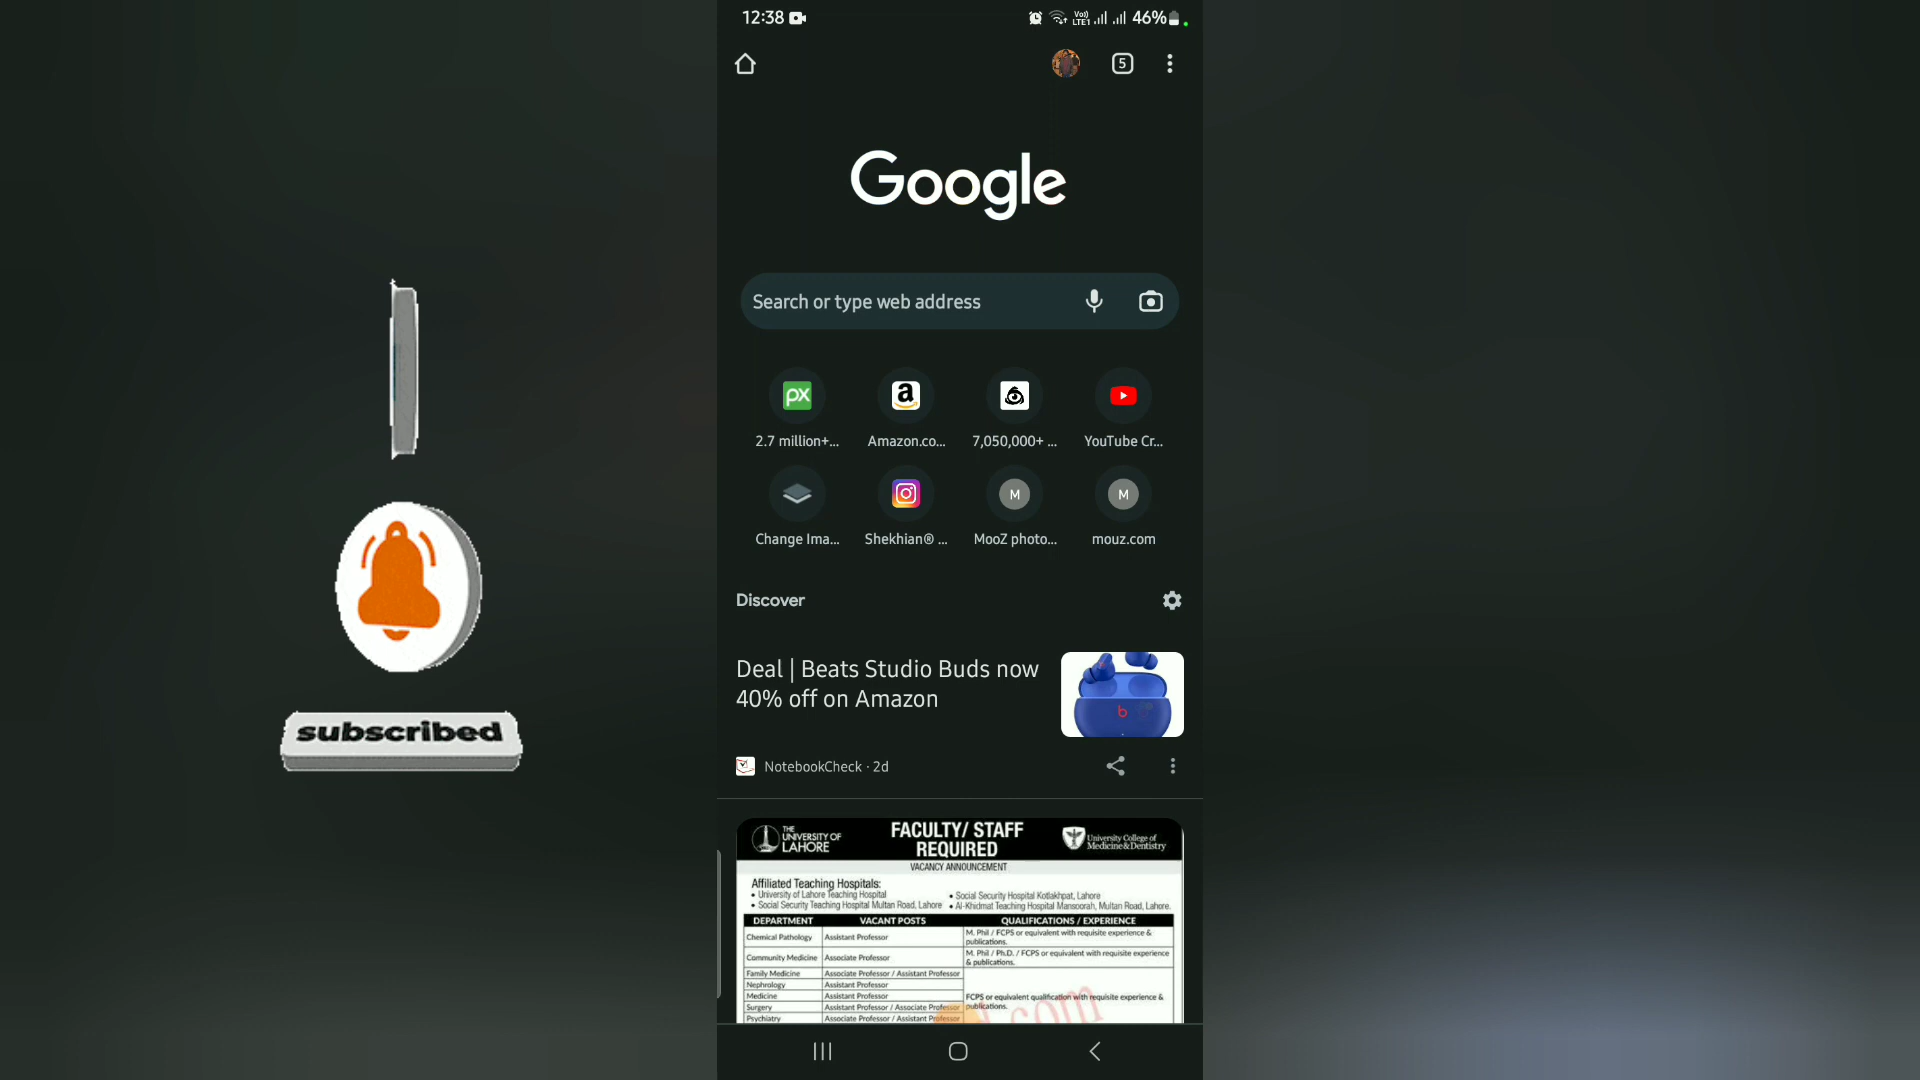 12:38
Vo))
LTE1
46%
5
Google
Search or type web address
px
a
2.7 million+...
Amazon.co...
7,050,000+ ...
YouTube Cr...
M
M
Change Ima...
Shekhian® ...
MooZ photo...
mouz.com
Discover
Deal | Beats Studio Buds now
40% off on Amazon
b
NotebookCheck · 2d
subscribed
THE
UNIVERSITY OF
LAHORE
FACULTY/ STAFF
REQUIRED
University College of
Medicine & Dentistry
VACANCY ANNOUNCEMENT
Affiliated Teaching Hospitals:
• University of Lahore Teaching Hospital
• Social Security Hospital Kotlakhpat, Lahore
• Social Security Teaching Hospital Multan Road, Lahore
• Al-Khidmat Teaching Hospital Mansoorah, Multan Road, Lahore.
DEPARTMENT VACANT POSTS QUALIFICATIONS / EXPERIENCE
Chemical Pathology Assistant Professor M. Phil / FCPS or equivalent with requisite experience &
publications.
Community Medicine Associate Professor M. Phil / Ph.D. / FCPS or equivalent with requisite experience
& publications.
Family Medicine Associate Professor / Assistant Professor
Nephrology Assistant Professor
Medicine Assistant Professor FCPS or equivalent qualification with requisite experience &
Surgery Assistant Professor / Associate Professor publications.
Psychiatry Associate Professor / Assistant Professor
.com